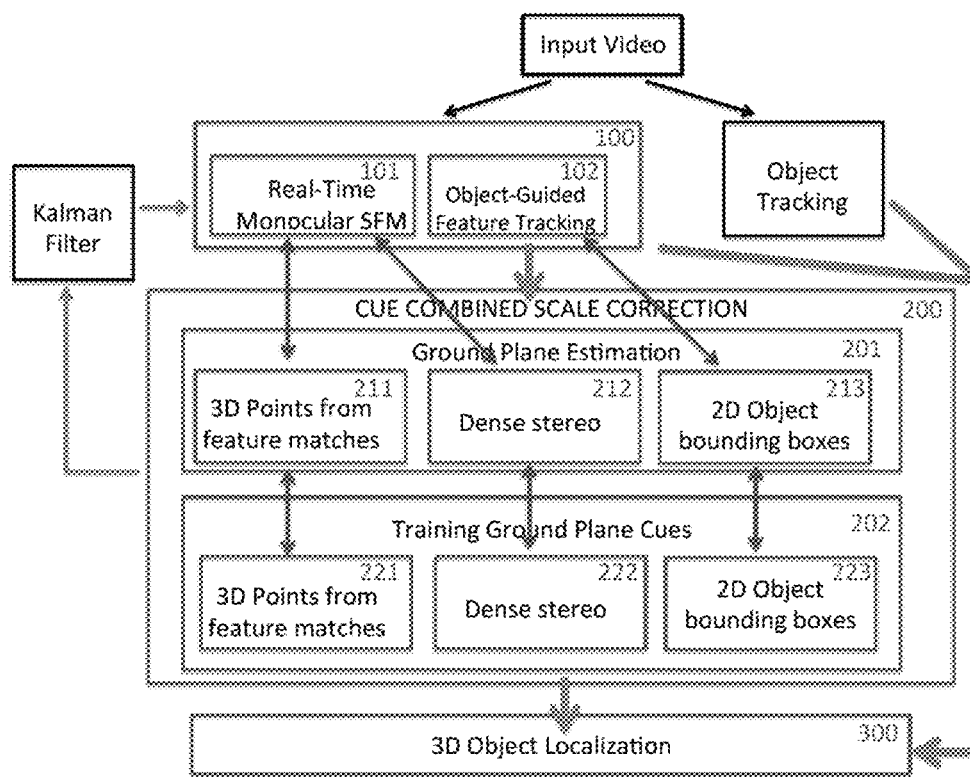 Input Video
100
101
Real-Time
Monocular SFM
102
Object-Guided
Feature Tracking
Object
Tracking
Kalman
Filter
CUE COMBINED SCALE CORRECTION
200
Ground Plane Estimation
201
211
3D Points from
feature matches
212
Dense stereo
213
2D Object
bounding boxes
Training Ground Plane Cues
202
221
3D Points from
feature matches
222
Dense stereo
223
2D Object
bounding boxes
3D Object Localization
300